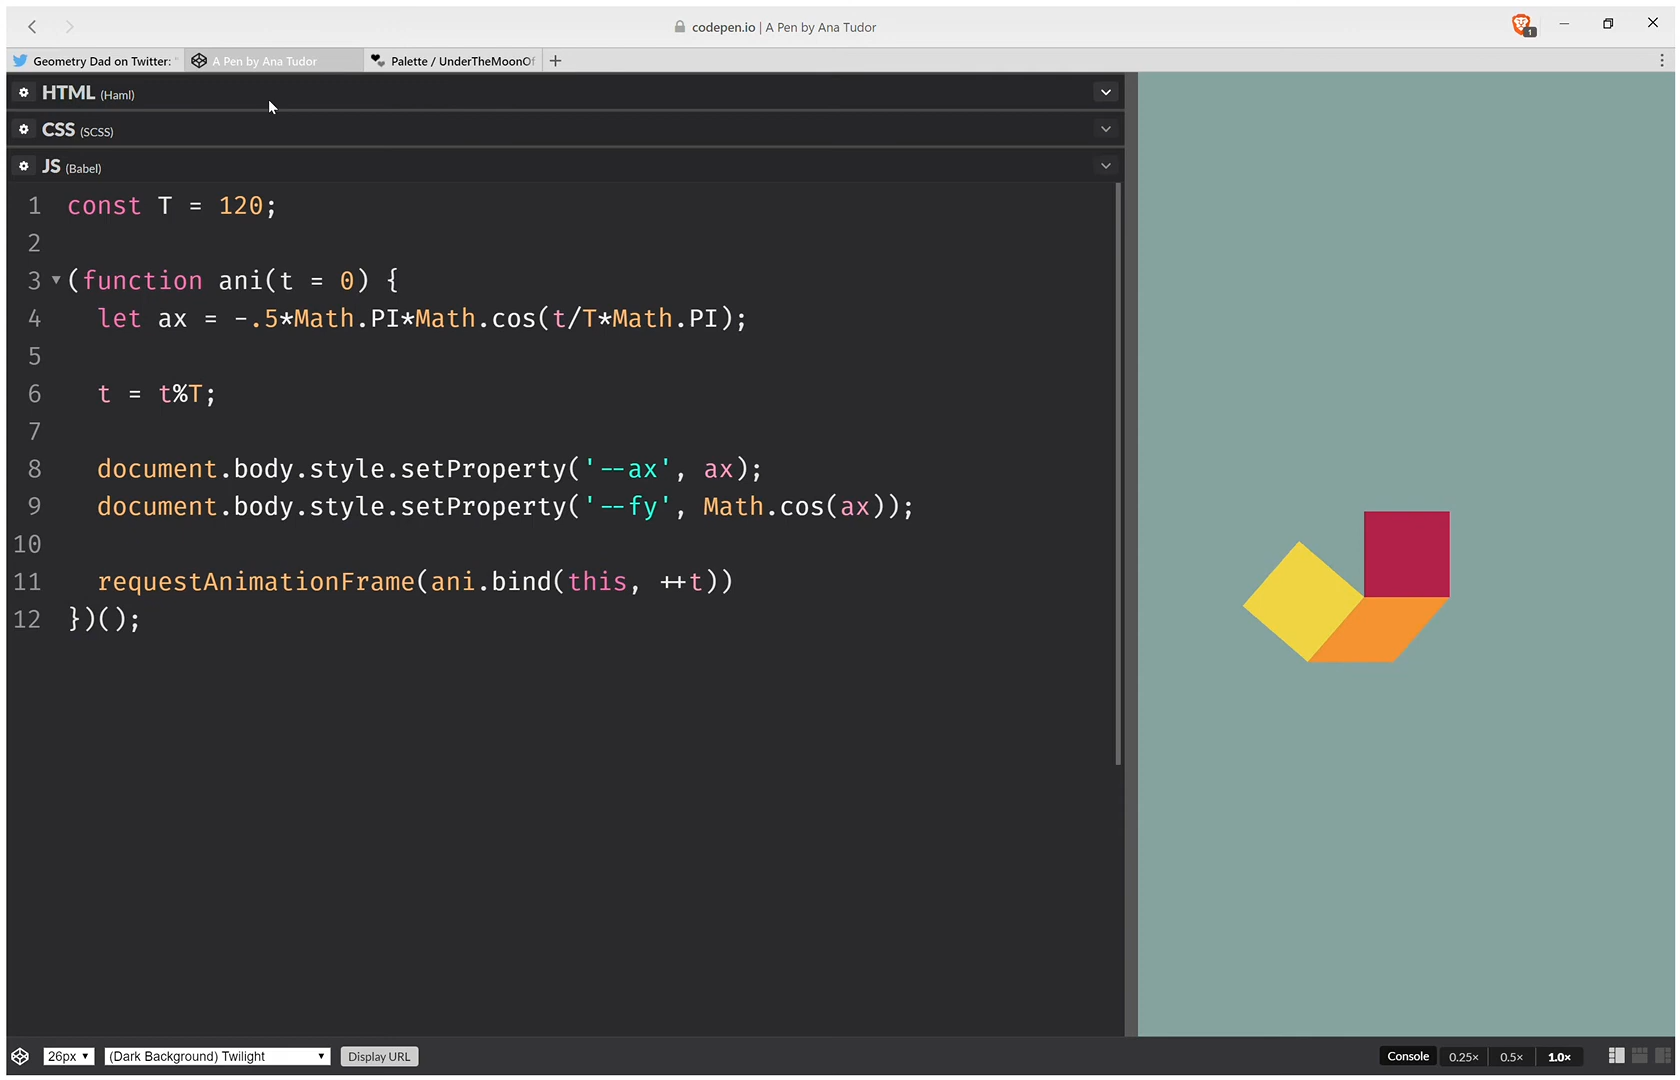 codepen.io | A Pen by Ana Tudor
1
Geometry Dad on Twitter:
A Pen by Ana Tudor
Palette / UnderTheMoonOf
HTML (Haml)
CSS (SCSS)
JS (Babel)
1 const T = 120;
2
3 (function ani(t = 0) {
4 let ax = -.5*Math.PI*Math.cos(t/T*Math.PI);
5
6 t = t%T;
7
8 document.body.style.setProperty('--ax', ax);
9 document.body.style.setProperty('--fy', Math.cos(ax));
10
11 requestAnimationFrame(ani.bind(this, ++t))
12 })();
26px (Dark Background) Twilight Display URL Console 0.25× 0.5× 1.0×